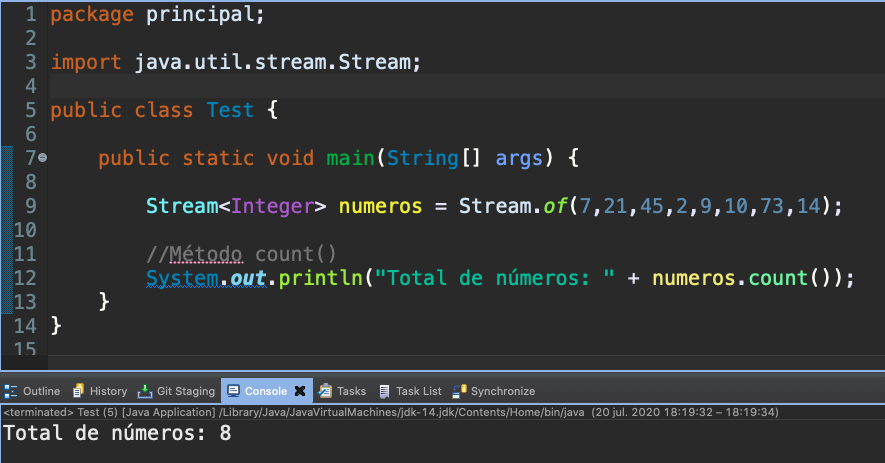 1 package principal;
2
3 import java.util.stream.Stream;
4
5 public class Test {
6
7 public static void main(String[] args) {
8
9 Stream<Integer> numeros = Stream.of(7,21,45,2,9,10,73,14);
10
11 //Método count()
12 System.out.println("Total de números: " + numeros.count());
13 }
14 }
15
Outline History Git Staging Console Tasks Task List Synchronize
<terminated> Test (5) [Java Application] /Library/Java/JavaVirtualMachines/jdk-14.jdk/Contents/Home/bin/java (20 jul. 2020 18:19:32 – 18:19:34)
Total de números: 8